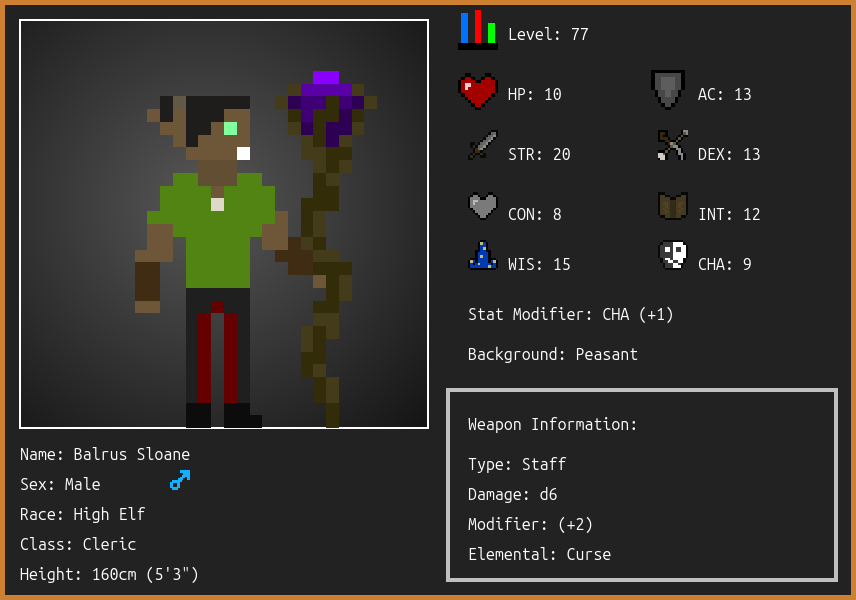 Level: 77
HP: 10
AC: 13
STR: 20
DEX: 13
CON: 8
INT: 12
WIS: 15
CHA: 9
Stat Modifier: CHA (+1)
Background: Peasant
Weapon Information:
Type: Staff
Damage: d6
Modifier: (+2)
Elemental: Curse
Name: Balrus Sloane
Sex: Male
Race: High Elf
Class: Cleric
Height: 160cm (5'3")